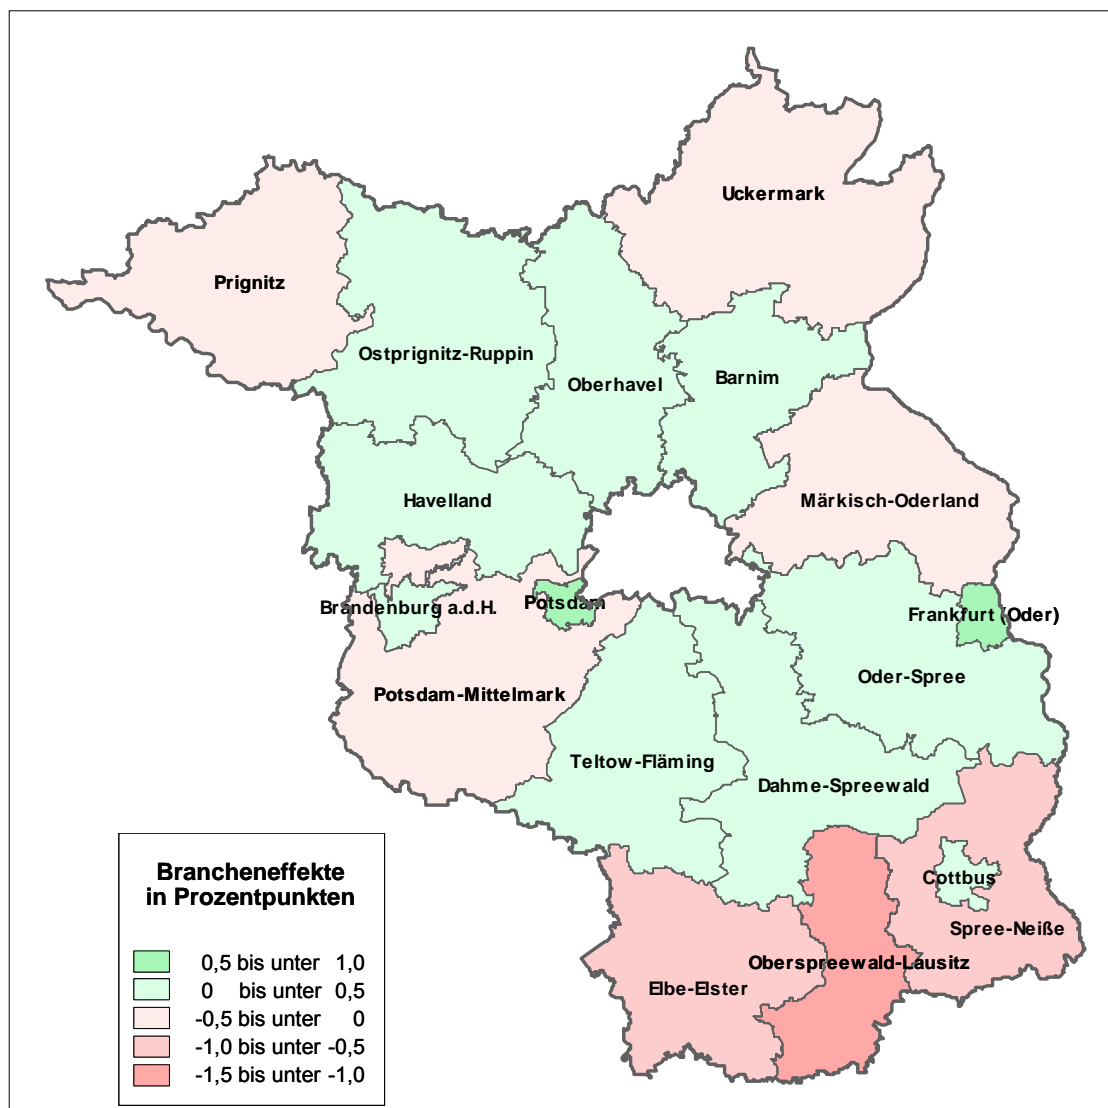 Uckermark
Prignitz
Ostprignitz-Ruppin
Oberhavel
Barnim
Havelland
Märkisch-Oderland
Brandenburg a.d.H.
Potsdam
Frankfurt (Oder)
Oder-Spree
Potsdam-Mittelmark
Teltow-Fläming
Dahme-Spreewald
Cottbus
Spree-Neiße
Oberspreewald-Lausitz
Elbe-Elster
Brancheneffekte
in Prozentpunkten
0,5 bis unter 1,0
0 bis unter 0,5
-0,5 bis unter 0
-1,0 bis unter -0,5
-1,5 bis unter -1,0